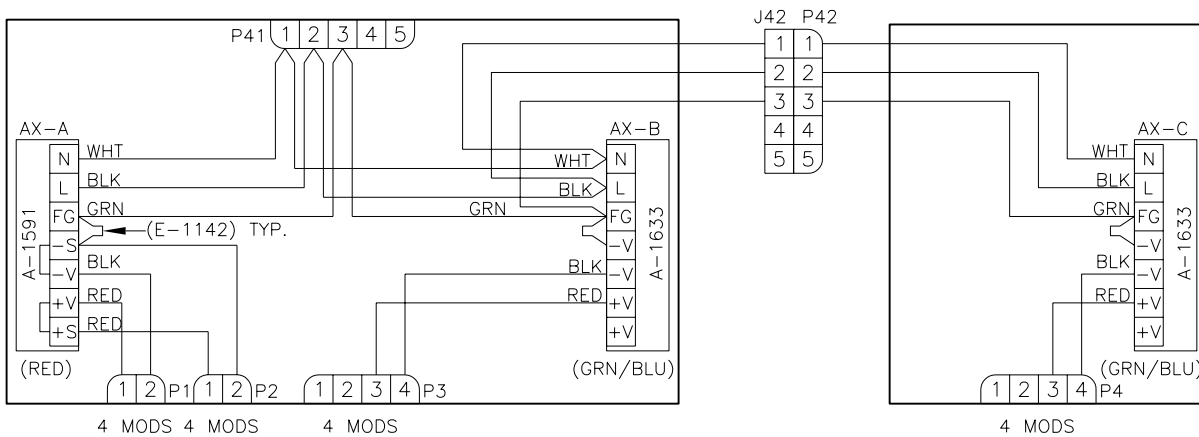 J42 P42
P41 1 2 3 4 5
1 1
2 2
3 3
4 4
5 5
AX-A
N WHT
L BLK
FG GRN
-S
-V BLK
+V RED
+S RED
A-1591
(RED)
(E-1142) TYP.
AX-B
WHT N
BLK L
GRN FG
-V
BLK -V
RED +V
+V
A-1633
(GRN/BLU)
AX-C
WHT N
BLK L
GRN FG
-V
BLK -V
RED +V
+V
A-1633
(GRN/BLU)
1 2 P1
1 2 P2
1 2 3 4 P3
1 2 3 4 P4
4 MODS 4 MODS 4 MODS 4 MODS